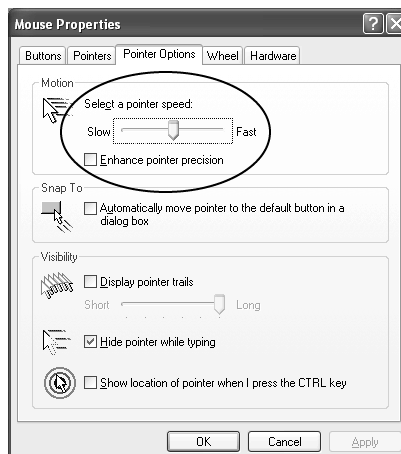 Mouse Properties
Buttons Pointers Pointer Options Wheel Hardware
Motion
Select a pointer speed:
Slow Fast
Enhance pointer precision
Snap To
Automatically move pointer to the default button in a
dialog box
Visibility
Display pointer trails
Short Long
Hide pointer while typing
Show location of pointer when I press the CTRL key
OK Cancel Apply